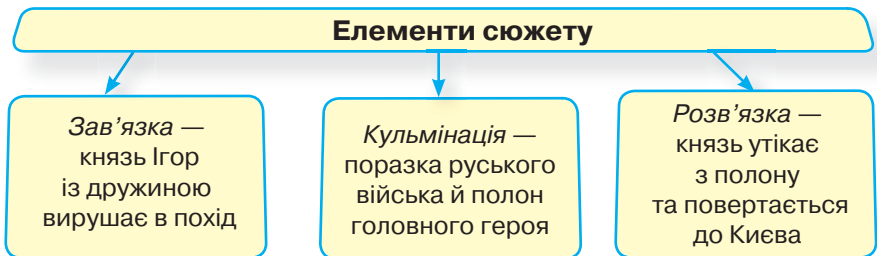 Елементи сюжету
Зав'язка —
князь Ігор
із дружиною
вирушає в похід
Кульмінація —
поразка руського
війська й полон
головного героя
Розв'язка —
князь утікає
з полону
та повертається
до Києва